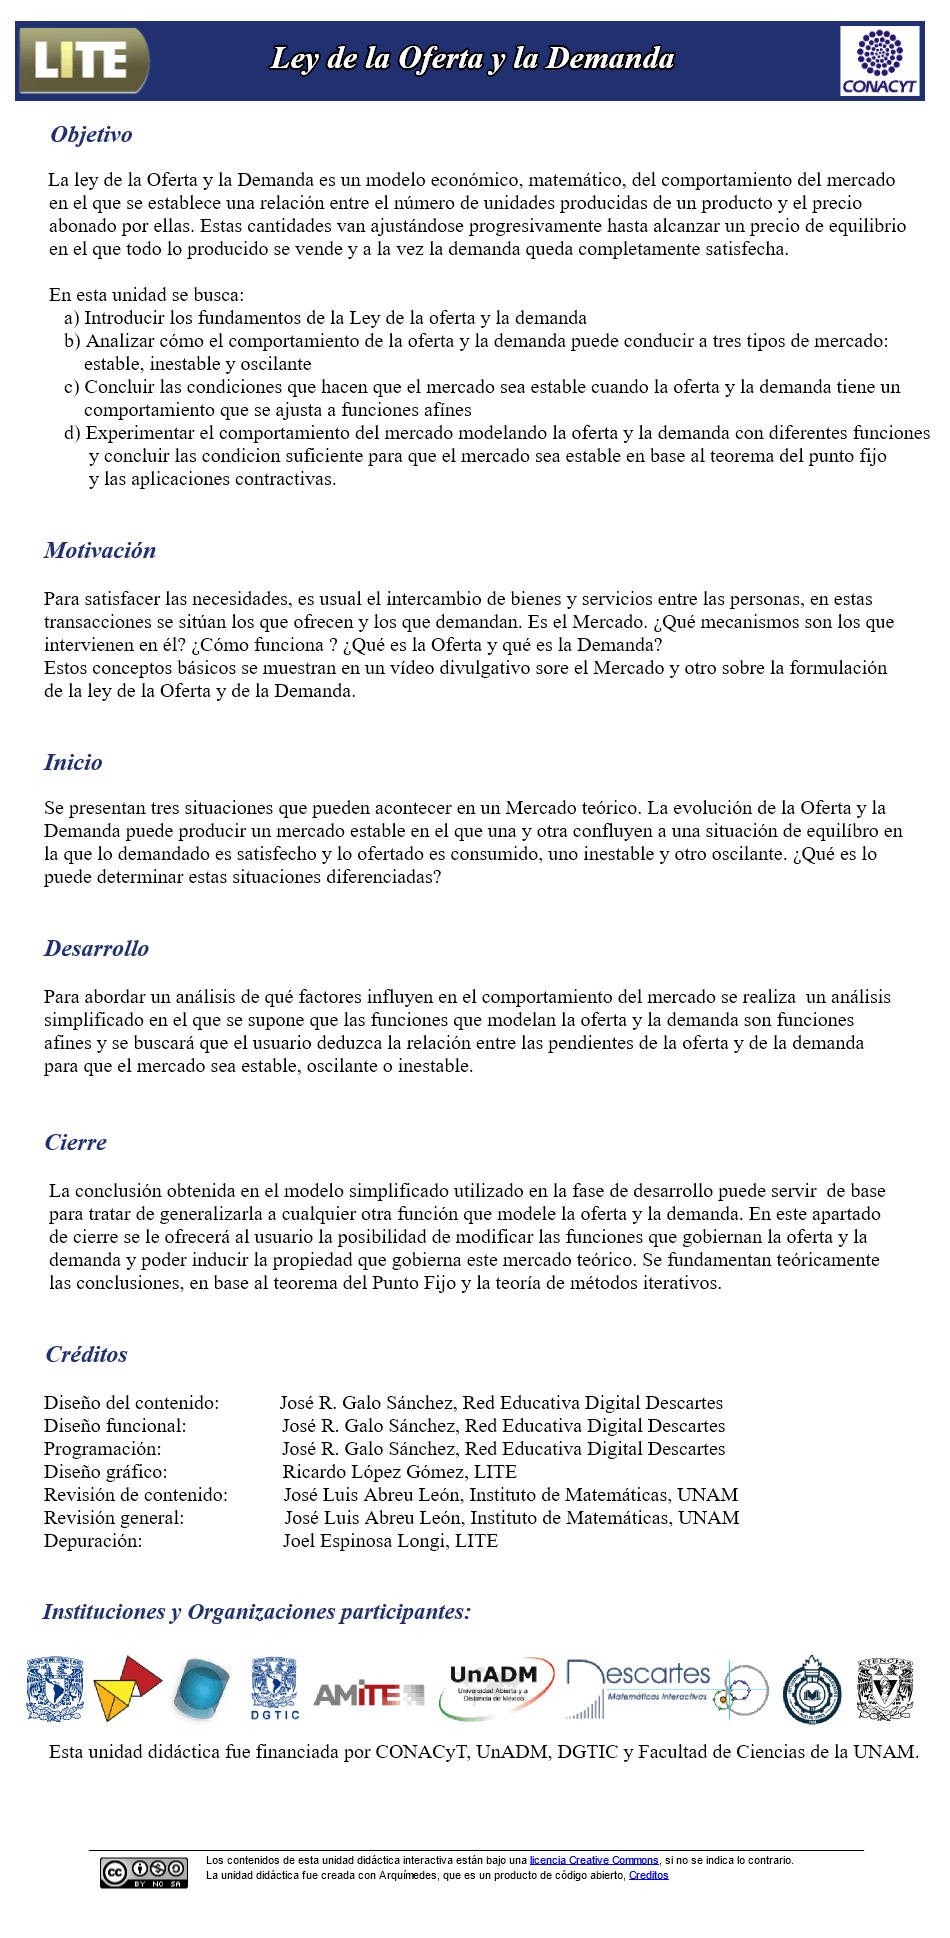 LITE
Ley de la Oferta y la Demanda
CONACYT
Objetivo
La ley de la Oferta y la Demanda es un modelo económico, matemático, del comportamiento del mercado
en el que se establece una relación entre el número de unidades producidas de un producto y el precio
abonado por ellas. Estas cantidades van ajustándose progresivamente hasta alcanzar un precio de equilibrio
en el que todo lo producido se vende y a la vez la demanda queda completamente satisfecha.
En esta unidad se busca:
a) Introducir los fundamentos de la Ley de la oferta y la demanda
b) Analizar cómo el comportamiento de la oferta y la demanda puede conducir a tres tipos de mercado:
estable, inestable y oscilante
c) Concluir las condiciones que hacen que el mercado sea estable cuando la oferta y la demanda tiene un
comportamiento que se ajusta a funciones afínes
d) Experimentar el comportamiento del mercado modelando la oferta y la demanda con diferentes funciones
y concluir las condicion suficiente para que el mercado sea estable en base al teorema del punto fijo
y las aplicaciones contractivas.
Motivación
Para satisfacer las necesidades, es usual el intercambio de bienes y servicios entre las personas, en estas
transacciones se sitúan los que ofrecen y los que demandan. Es el Mercado. ¿Qué mecanismos son los que
intervienen en él? ¿Cómo funciona ? ¿Qué es la Oferta y qué es la Demanda?
Estos conceptos básicos se muestran en un vídeo divulgativo sore el Mercado y otro sobre la formulación
de la ley de la Oferta y de la Demanda.
Inicio
Se presentan tres situaciones que pueden acontecer en un Mercado teórico. La evolución de la Oferta y la
Demanda puede producir un mercado estable en el que una y otra confluyen a una situación de equilíbro en
la que lo demandado es satisfecho y lo ofertado es consumido, uno inestable y otro oscilante. ¿Qué es lo
puede determinar estas situaciones diferenciadas?
Desarrollo
Para abordar un análisis de qué factores influyen en el comportamiento del mercado se realiza  un análisis
simplificado en el que se supone que las funciones que modelan la oferta y la demanda son funciones
afines y se buscará que el usuario deduzca la relación entre las pendientes de la oferta y de la demanda
para que el mercado sea estable, oscilante o inestable.
Cierre
La conclusión obtenida en el modelo simplificado utilizado en la fase de desarrollo puede servir  de base
para tratar de generalizarla a cualquier otra función que modele la oferta y la demanda. En este apartado
de cierre se le ofrecerá al usuario la posibilidad de modificar las funciones que gobiernan la oferta y la
demanda y poder inducir la propiedad que gobierna este mercado teórico. Se fundamentan teóricamente
las conclusiones, en base al teorema del Punto Fijo y la teoría de métodos iterativos.
Créditos
Diseño del contenido: José R. Galo Sánchez, Red Educativa Digital Descartes
Diseño funcional: José R. Galo Sánchez, Red Educativa Digital Descartes
Programación: José R. Galo Sánchez, Red Educativa Digital Descartes
Diseño gráfico: Ricardo López Gómez, LITE
Revisión de contenido: José Luis Abreu León, Instituto de Matemáticas, UNAM
Revisión general: José Luis Abreu León, Instituto de Matemáticas, UNAM
Depuración: Joel Espinosa Longi, LITE
Instituciones y Organizaciones participantes:
DGTIC
AMITE
UnADM
Universidad Abierta y a
Distancia de México
Descartes
Matemáticas Interactivas
CIENCIAS
Esta unidad didáctica fue financiada por CONACyT, UnADM, DGTIC y Facultad de Ciencias de la UNAM.
cc
BY NC SA
Los contenidos de esta unidad didáctica interactiva están bajo una licencia Creative Commons, si no se indica lo contrario.
La unidad didáctica fue creada con Arquímedes, que es un producto de código abierto, Creditos